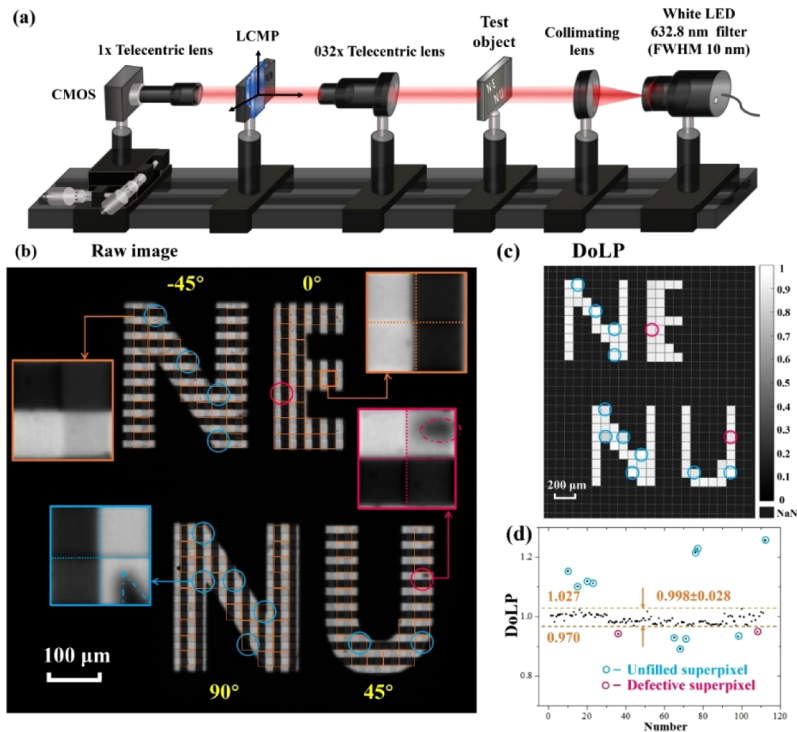 (a)
1x Telecentric lens
LCMP
032x Telecentric lens
Test
object
Collimating
lens
White LED
632.8 nm filter
(FWHM 10 nm)
CMOS
NE
NU
(b)
Raw image
-45°
0°
90°
45°
100 μm
(c)
DoLP
1
0.9
0.8
0.7
0.6
0.5
0.4
0.3
0.2
0.1
0
NaN
200 μm
(d)
DoLP
1.2
1.0
0.8
1.027
0.998±0.028
0.970
Unfilled superpixel
Defective superpixel
0
20
40
60
80
100
120
Number